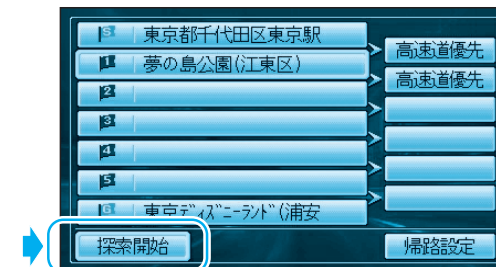 S 東京都千代田区東京駅
高速道優先
1 夢の島公園(江東区)
高速道優先
2
3
4
5
G 東京ディズニーランド(浦安
探索開始
帰路設定